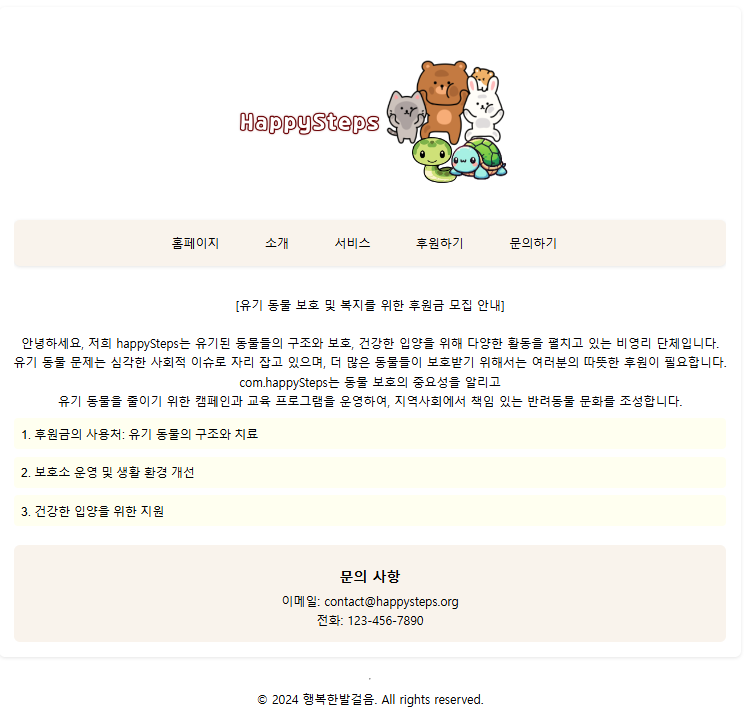 HappySteps
홈페이지 소개 서비스 후원하기 문의하기
[유기 동물 보호 및 복지를 위한 후원금 모집 안내]
안녕하세요, 저희 happySteps는 유기된 동물들의 구조와 보호, 건강한 입양을 위해 다양한 활동을 펼치고 있는 비영리 단체입니다.
유기 동물 문제는 심각한 사회적 이슈로 자리 잡고 있으며, 더 많은 동물들이 보호받기 위해서는 여러분의 따뜻한 후원이 필요합니다.
com.happySteps는 동물 보호의 중요성을 알리고
유기 동물을 줄이기 위한 캠페인과 교육 프로그램을 운영하여, 지역사회에서 책임 있는 반려동물 문화를 조성합니다.
1. 후원금의 사용처: 유기 동물의 구조와 치료
2. 보호소 운영 및 생활 환경 개선
3. 건강한 입양을 위한 지원
문의 사항
이메일: contact@happysteps.org
전화: 123-456-7890
.
© 2024 행복한발걸음. All rights reserved.